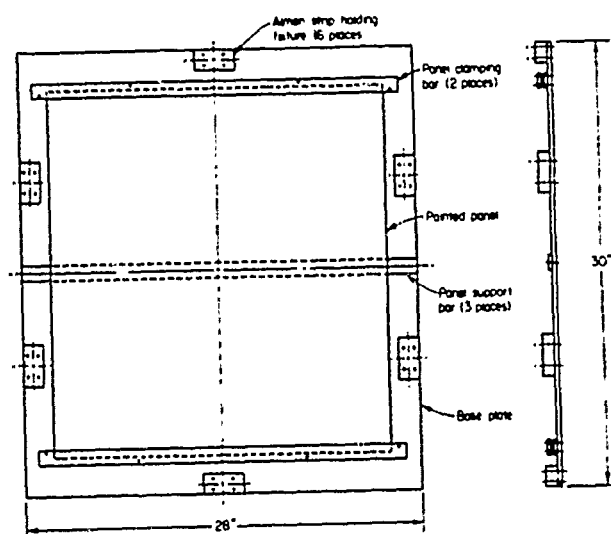 Almen strip holding
fixture (6 places
Panel clamping
bar (2 places)
Painted panel
30"
Panel support
bar (3 places)
Base plate
28"